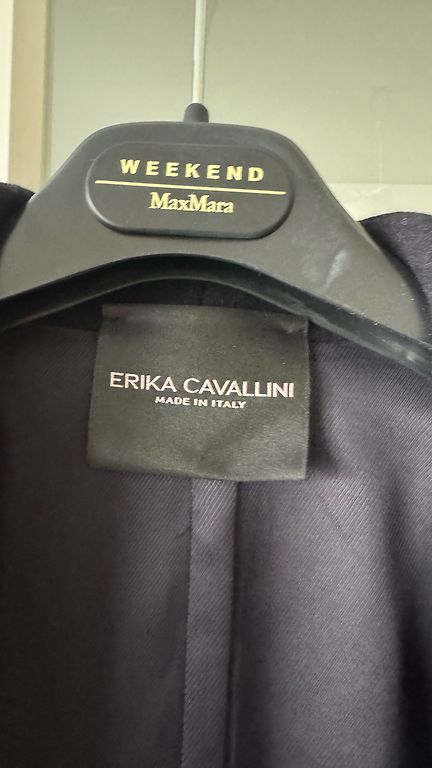 WEEKEND
MaxMara
ERIKA CAVALLINI
MADE IN ITALY